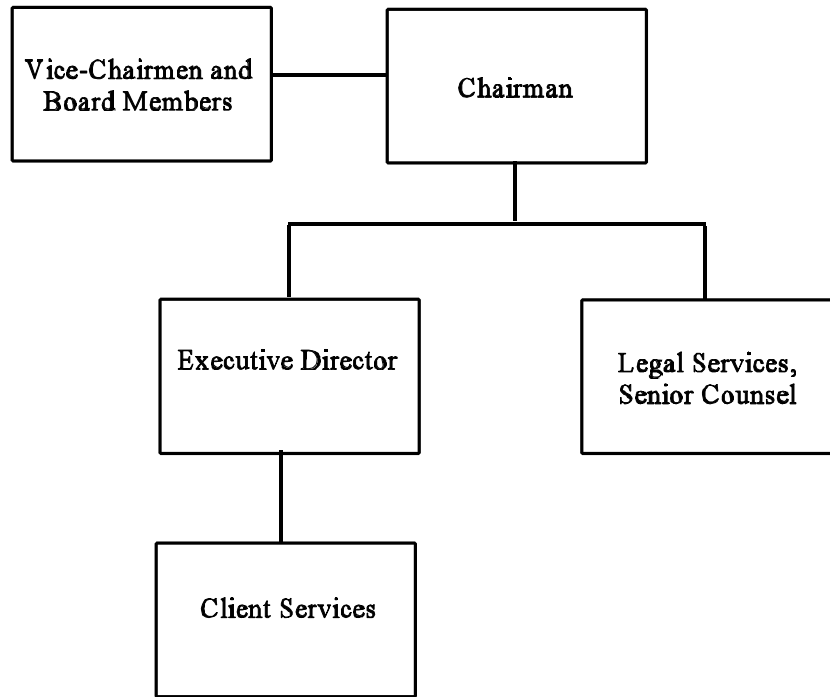 Vice-Chairmen and
Board Members
Chairman
Executive Director
Legal Services,
Senior Counsel
Client Services